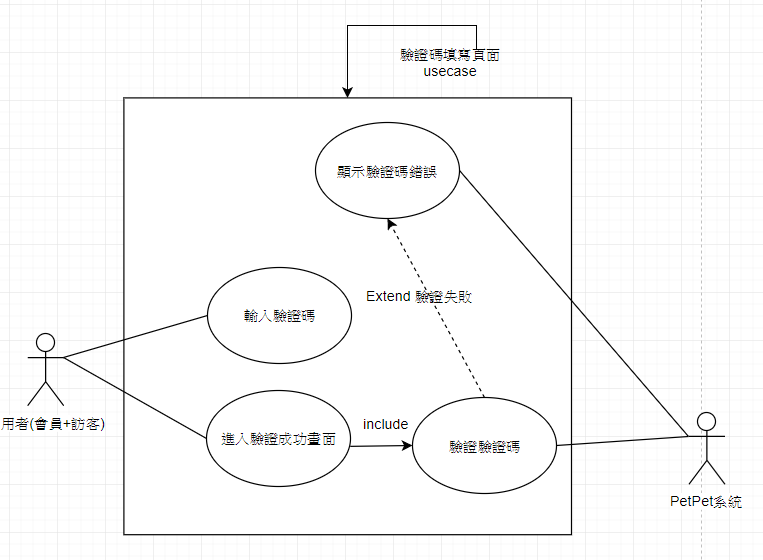 驗證碼填寫頁面
usecase
顯示驗證碼錯誤
Extend 驗證失敗
輸入驗證碼
用者(會員+訪客)
include
進入驗證成功畫面
驗證驗證碼
PetPet系統